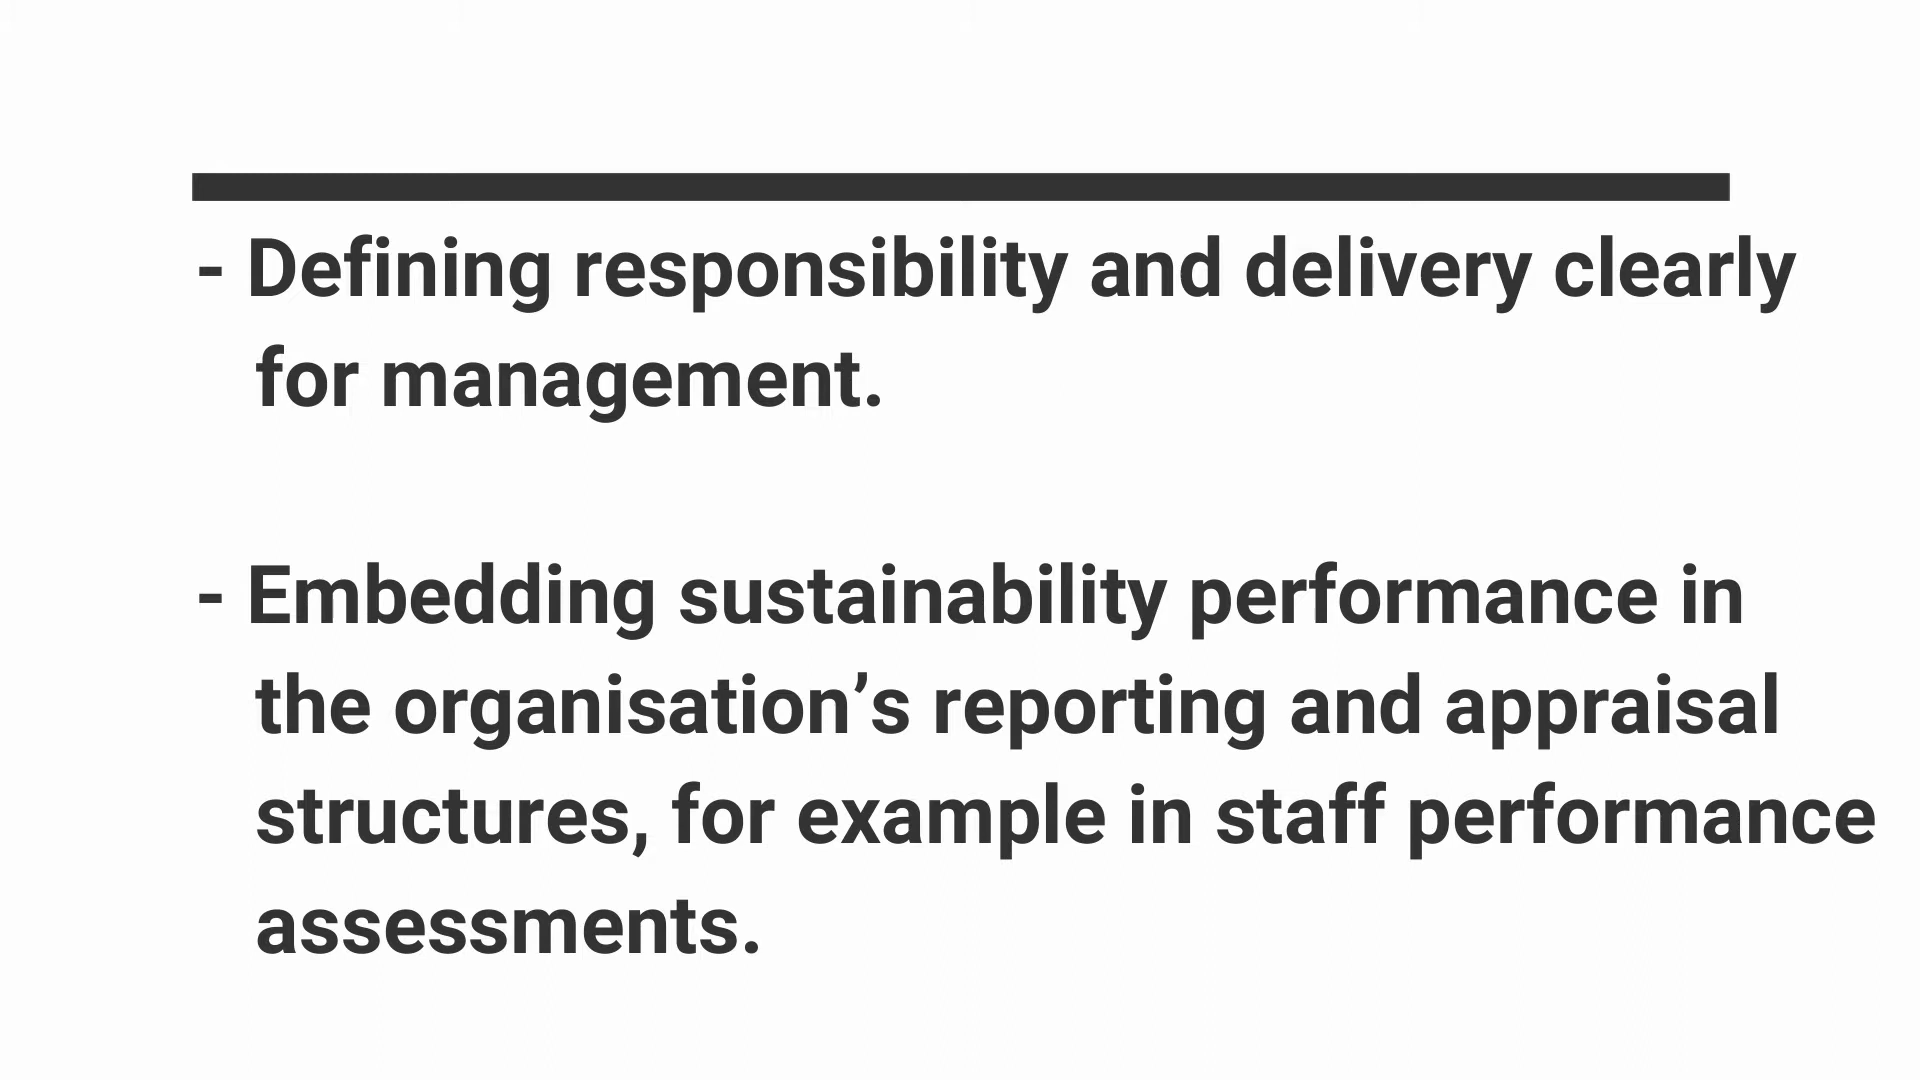 - Defining responsibility and delivery clearly
for management.
- Embedding sustainability performance in
the organisation’s reporting and appraisal
structures, for example in staff performance
assessments.